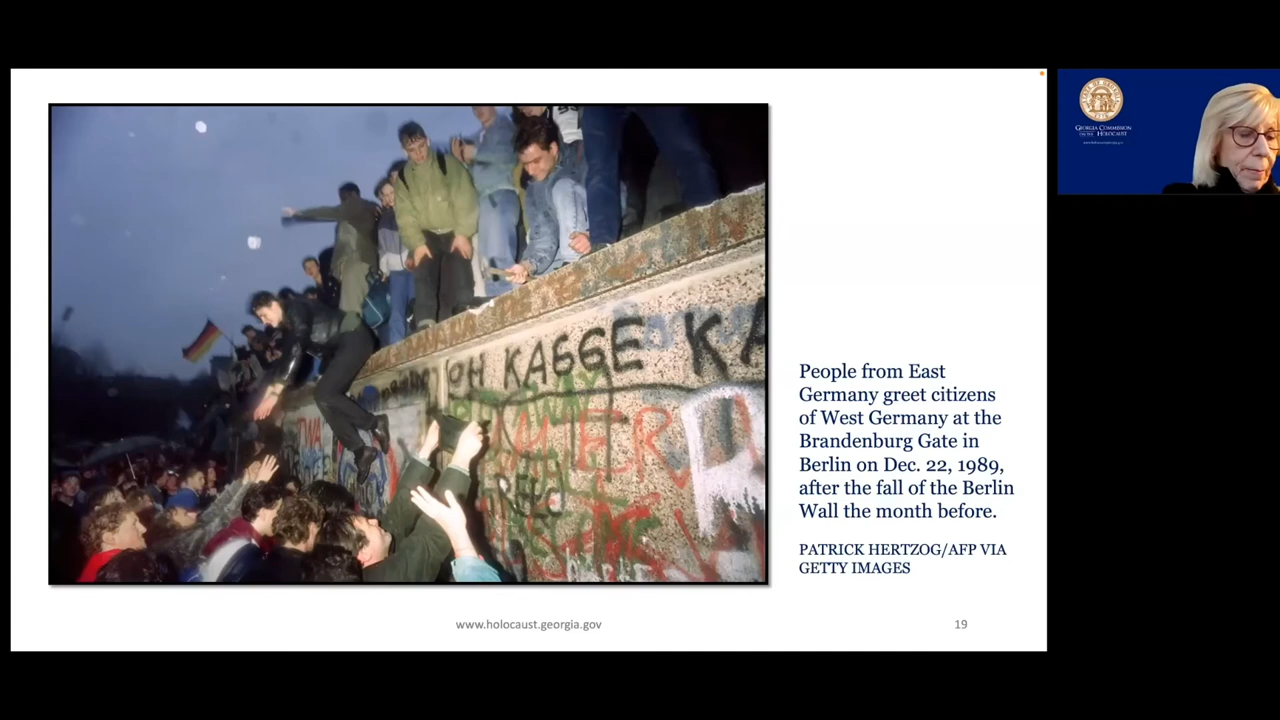 ICH KAGGE KA
People from East
Germany greet citizens
of West Germany at the
Brandenburg Gate in
Berlin on Dec. 22, 1989,
after the fall of the Berlin
Wall the month before.
PATRICK HERTZOG/AFP VIA
GETTY IMAGES
www.holocaust.georgia.gov
19
GEORGIA COMMISSION
ON THE HOLOCAUST